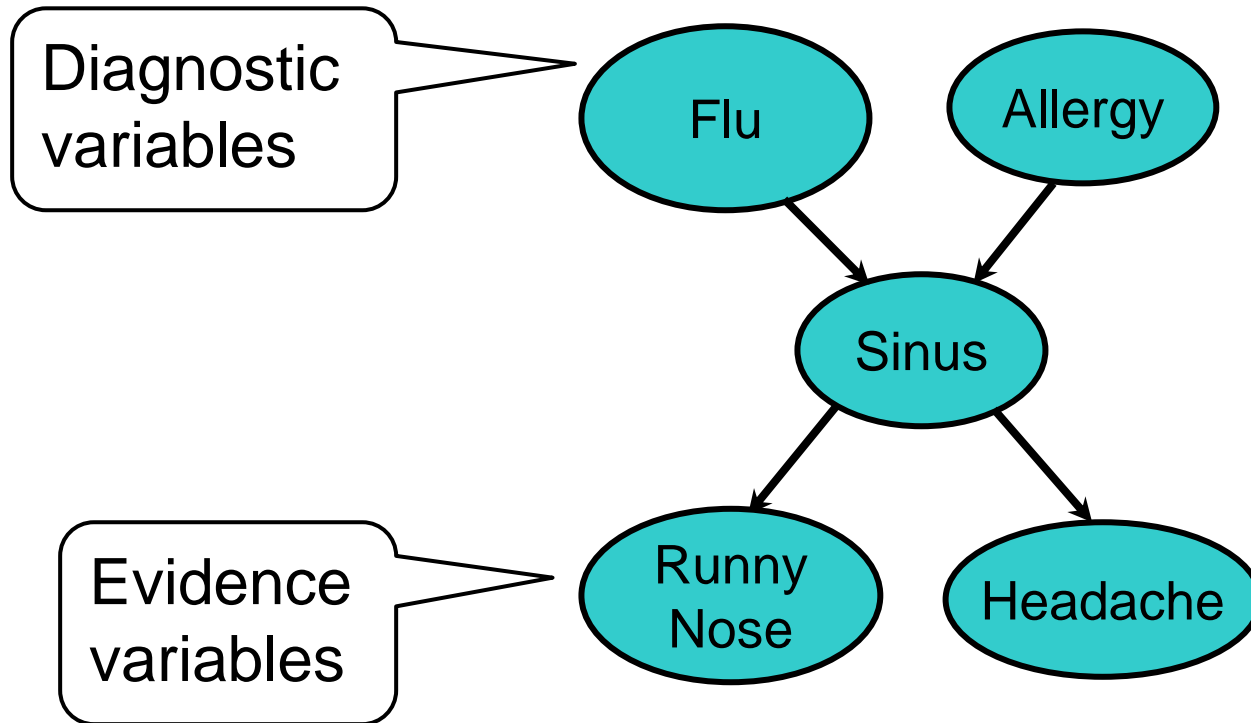 Diagnostic
variables
Flu
Allergy
Sinus
Evidence
variables
Runny
Nose
Headache